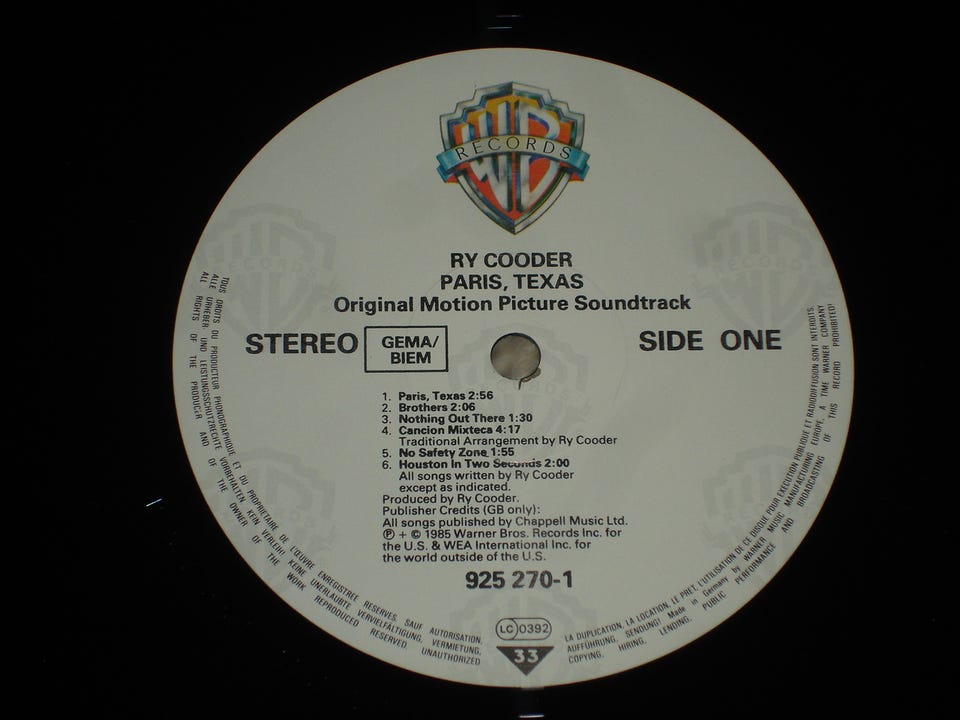 WB
RECORDS
RY COODER
PARIS, TEXAS
Original Motion Picture Soundtrack
STEREO
GEMA/
BIEM
SIDE ONE
1. Paris, Texas 2:56
2. Brothers 2:06
3. Nothing Out There 1:30
4. Cancion Mixteca 4:17
Traditional Arrangement by Ry Cooder
5. No Safety Zone 1:55
6. Houston In Two Seconds 2:00
All songs written by Ry Cooder
except as indicated.
Produced by Ry Cooder.
Publisher Credits (GB only):
All songs published by Chappell Music Ltd.
Ⓟ + © 1985 Warner Bros. Records Inc. for
the U.S. & WEA International Inc. for
the world outside of the U.S.
925 270-1
LC 0392
33
TOUS DROITS DU PRODUCTEUR PHONOGRAPHIQUE ET DU PROPRIETAIRE DE L'ŒUVRE ENREGISTREE RESERVES. SAUF AUTORISATION,
LA DUPLICATION, LA LOCATION, LE PRET, L'UTILISATION DE CE DISQUE POUR EXECUTION PUBLIQUE ET RADIODIFFUSION SONT INTERDITS.
ALLE URHEBER UND LEISTUNGSSCHUTZRECHTE VORBEHALTEN KEIN VERLEIH! KEINE UNERLAUBTE VERVIELFÄLTIGUNG, VERMIETUNG,
AUFFÜHRUNG, SENDUNG! Made in Germany by WARNER MUSIC MANUFACTURING EUROPE, A TIME WARNER COMPANY
ALL RIGHTS OF THE PRODUCER AND OF THE OWNER OF THE WORK REPRODUCED RESERVED. UNAUTHORIZED
COPYING, HIRING, LENDING, PUBLIC PERFORMANCE AND BROADCASTING OF THIS RECORD PROHIBITED!